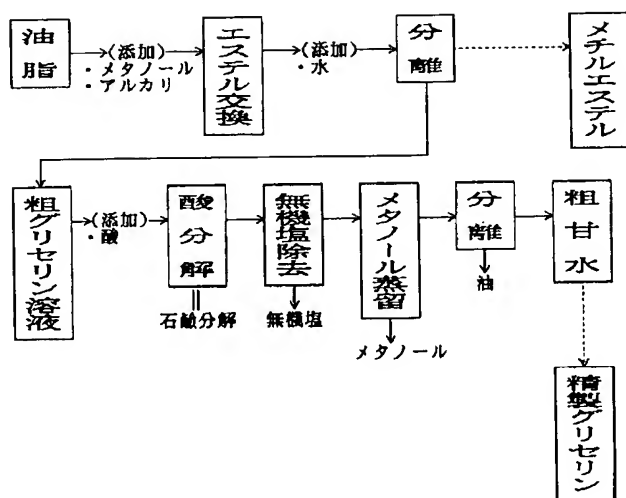 油脂
(添加)
・メタノール
・アルカリ
エステル交換
(添加)
・水
分離
メチルエステル
粗グリセリン溶液
(添加)
・酸
酸分解
石鹼分解
無機塩除去
無機塩
メタノール蒸留
メタノール
分離
油
粗甘水
精製グリセリン